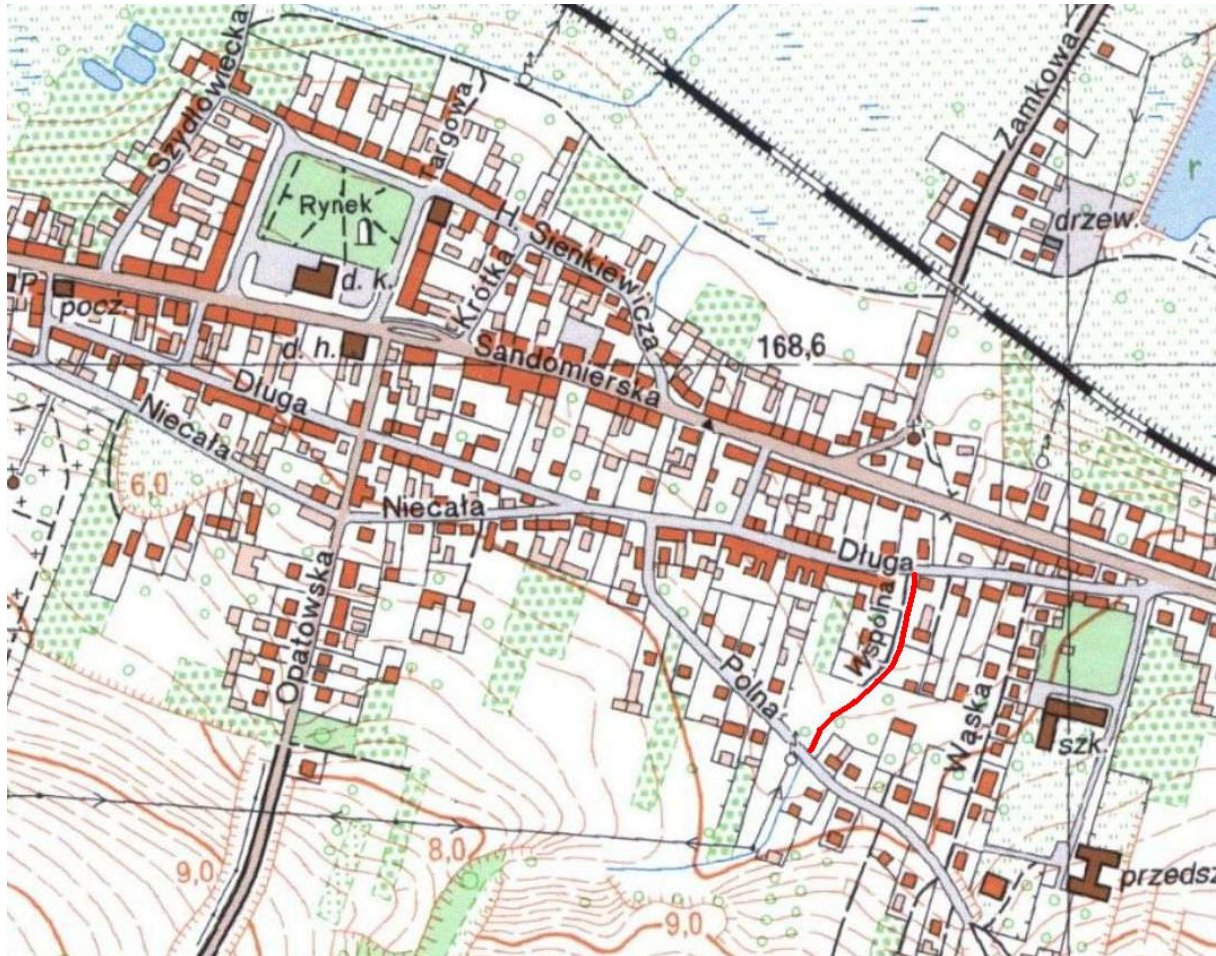 Szydłowiecka
Targowa
Zamkowa
r
Rynek
drzew.
H. Sienkiewicza
Krótka
d. k.
pocz.
d. h.
Sandomierska
168,6
Długa
Niecała
6,0
Niecała
Długa
Wspólna
Opatowska
Polna
Wąska
szk.
8,0
9,0
9,0
przedsz